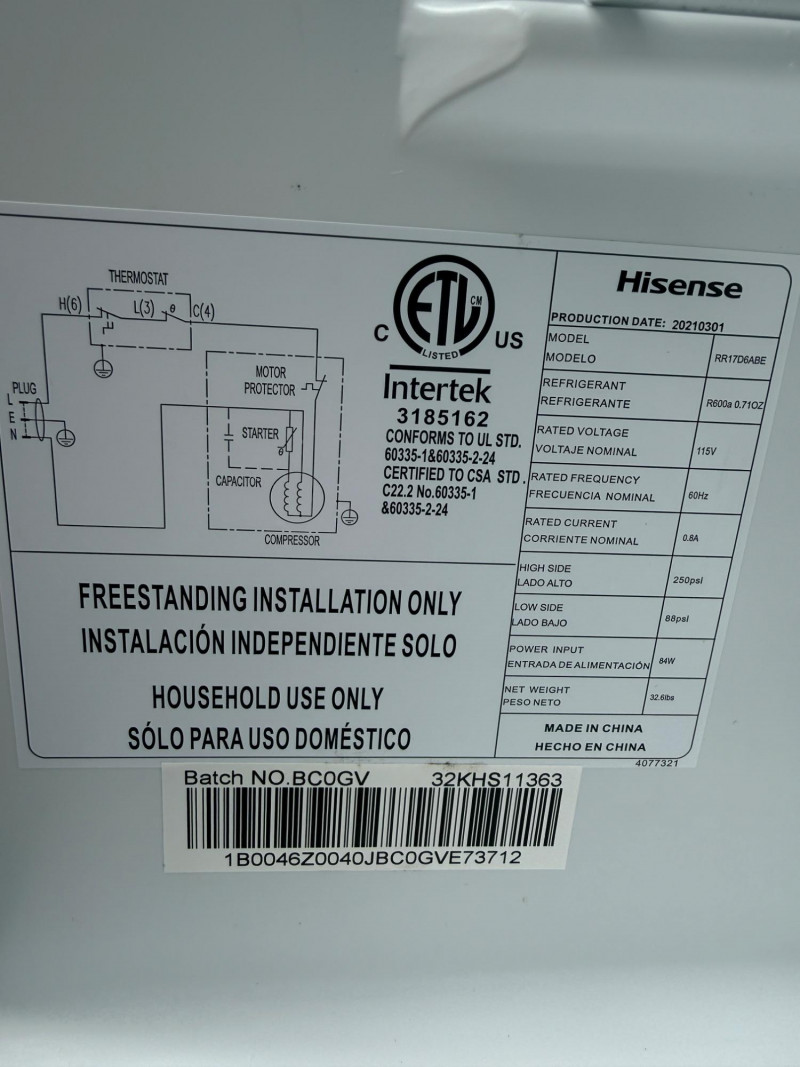 THERMOSTAT
H(6) L(3) θ C(4)
MOTOR
PROTECTOR
PLUG
L
E
N
STARTER
θ
CAPACITOR
COMPRESSOR
ETL CM
LISTED
C US
Intertek
3185162
CONFORMS TO UL STD.
60335-1&60335-2-24
CERTIFIED TO CSA STD.
C22.2 No.60335-1
&60335-2-24
FREESTANDING INSTALLATION ONLY
INSTALACIÓN INDEPENDIENTE SOLO
HOUSEHOLD USE ONLY
SÓLO PARA USO DOMÉSTICO
Hisense
PRODUCTION DATE: 20210301
MODEL
MODELO RR17D6ABE
REFRIGERANT
REFRIGERANTE R600a 0.71OZ
RATED VOLTAGE
VOLTAJE NOMINAL 115V
RATED FREQUENCY
FRECUENCIA NOMINAL 60Hz
RATED CURRENT
CORRIENTE NOMINAL 0.8A
HIGH SIDE
LADO ALTO 250psi
LOW SIDE
LADO BAJO 88psi
POWER INPUT
ENTRADA DE ALIMENTACIÓN 84W
NET WEIGHT
PESO NETO 32.6lbs
MADE IN CHINA
HECHO EN CHINA
4077321
Batch NO.BC0GV 32KHS11363
1B0046Z0040JBC0GVE73712